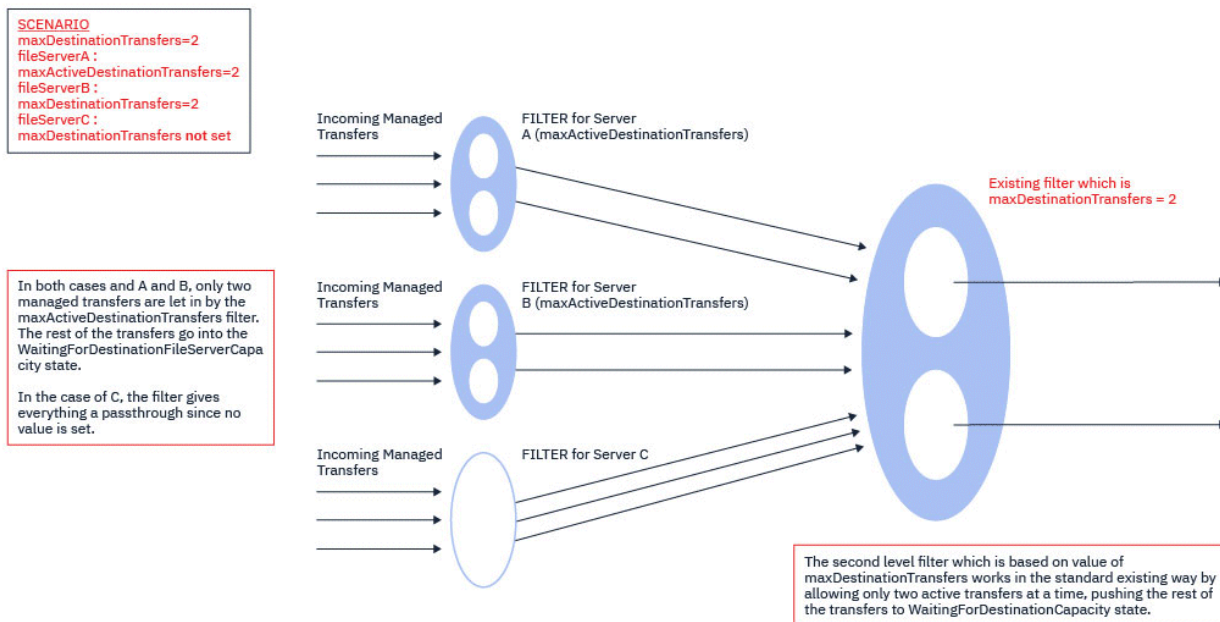 SCENARIO
maxDestinationTransfers=2
fileServerA :
maxActiveDestinationTransfers=2
fileServerB :
maxDestinationTransfers=2
fileServerC :
maxDestinationTransfers not set
Incoming Managed
Transfers
FILTER for Server
A (maxActiveDestinationTransfers)
Existing filter which is
maxDestinationTransfers = 2
In both cases and A and B, only two
managed transfers are let in by the
maxActiveDestinationTransfers filter.
The rest of the transfers go into the
WaitingForDestinationFileServerCapa
city state.
In the case of C, the filter gives
everything a passthrough since no
value is set.
Incoming Managed
Transfers
FILTER for Server
B (maxActiveDestinationTransfers)
Incoming Managed
Transfers
FILTER for Server C
The second level filter which is based on value of
maxDestinationTransfers works in the standard existing way by
allowing only two active transfers at a time, pushing the rest of
the transfers to WaitingForDestinationCapacity state.